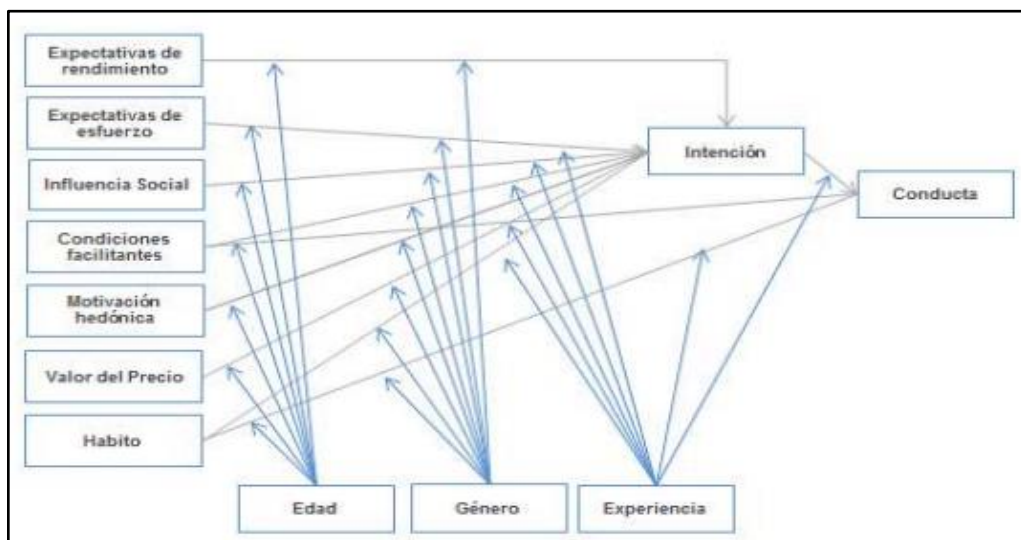 Expectativas de
rendimiento
Expectativas de
esfuerzo
Influencia Social
Condiciones
facilitantes
Motivación
hedónica
Valor del Precio
Habito
Intención
Conducta
Edad
Género
Experiencia